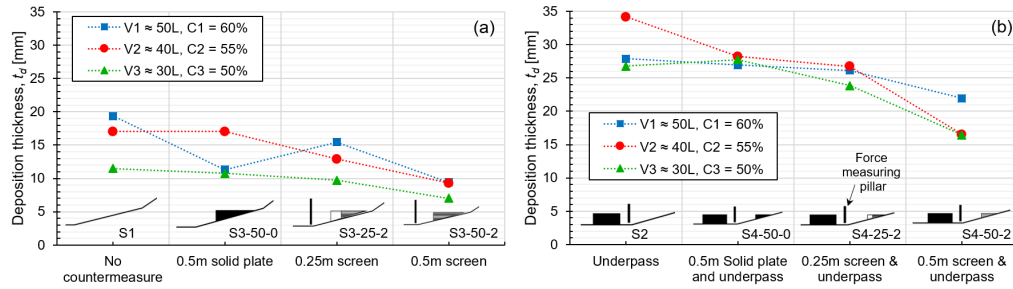 (a)
Deposition thickness, t_d [mm]
35
30
25
20
15
10
5
0
V1 ≈ 50L, C1 = 60%
V2 ≈ 40L, C2 = 55%
V3 ≈ 30L, C3 = 50%
S1
S3-50-0
S3-25-2
S3-50-2
No
countermeasure
0.5m solid plate
0.25m screen
0.5m screen
(b)
Deposition thickness, t_d [mm]
35
30
25
20
15
10
5
0
V1 ≈ 50L, C1 = 60%
V2 ≈ 40L, C2 = 55%
V3 ≈ 30L, C3 = 50%
Force
measuring
pillar
S2
S4-50-0
S4-25-2
S4-50-2
Underpass
0.5m Solid plate
and underpass
0.25m screen &
underpass
0.5m screen &
underpass